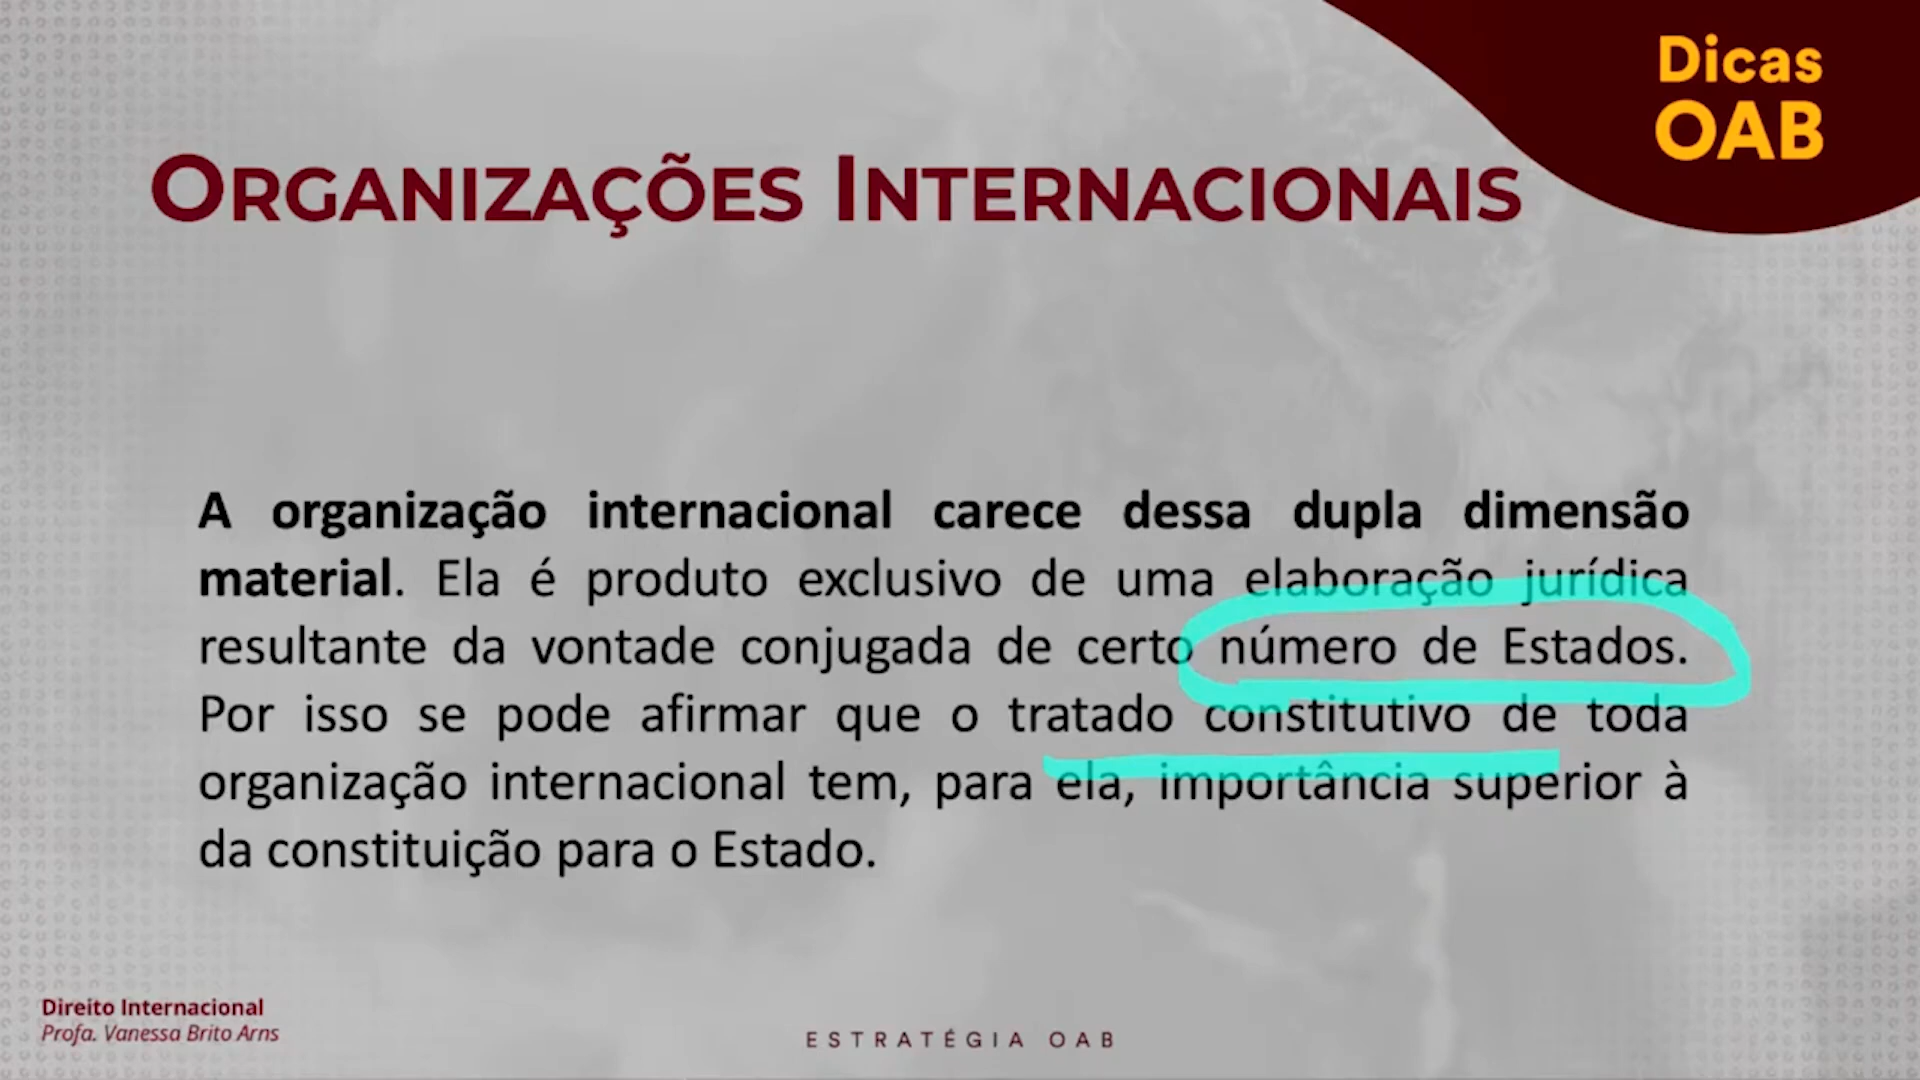 Dicas
OAB
ORGANIZAÇÕES INTERNACIONAIS
A organização internacional carece dessa dupla dimensão
material. Ela é produto exclusivo de uma elaboração jurídica
resultante da vontade conjugada de certo número de Estados.
Por isso se pode afirmar que o tratado constitutivo de toda
organização internacional tem, para ela, importância superior à
da constituição para o Estado.
Direito Internacional
Profa. Vanessa Brito Arns
ESTRATÉGIA OAB